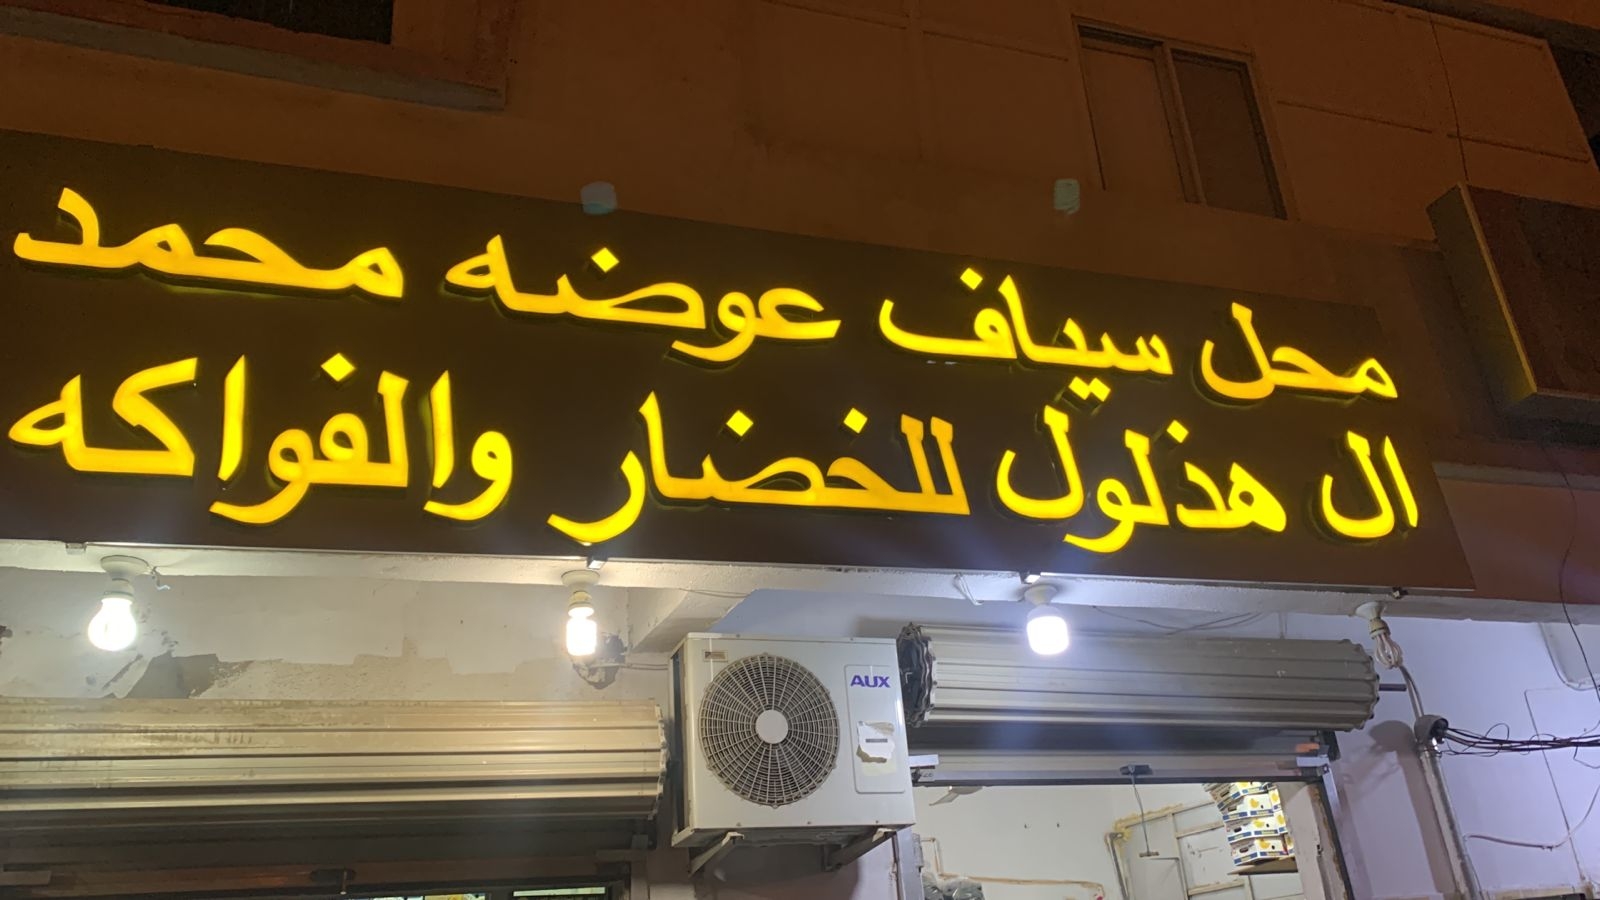 محل سياف عوضه محمد
ال هذلول للخضار والفواكه
AUX